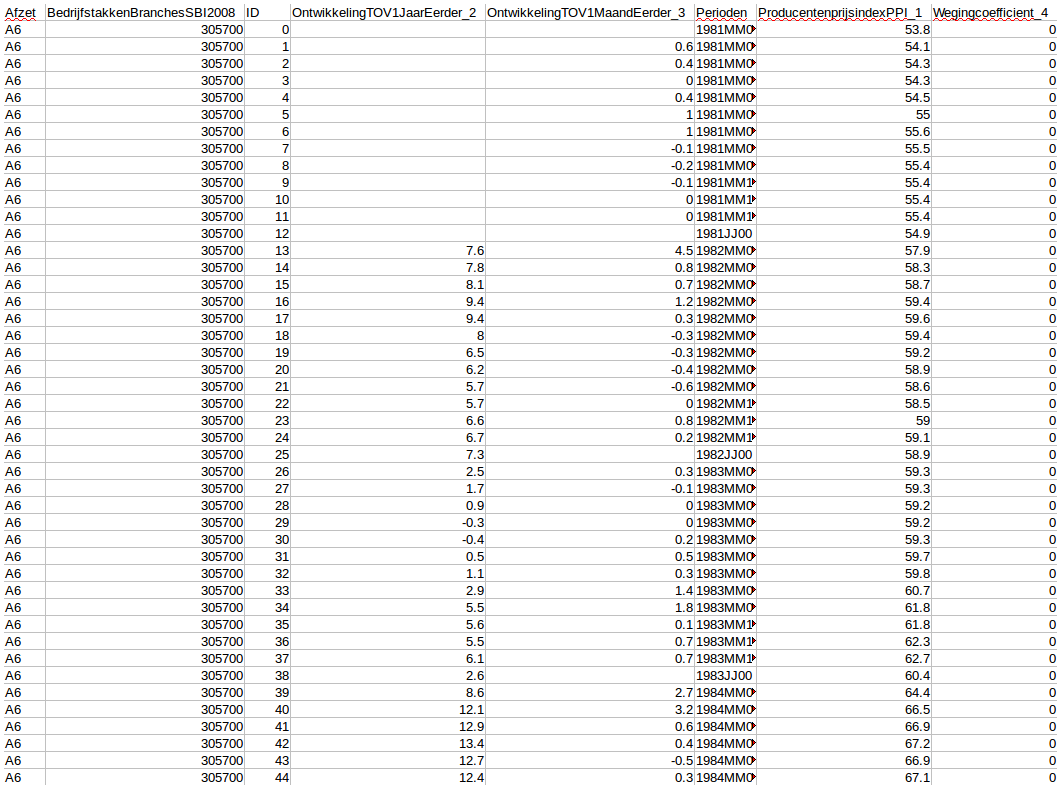 Afzet BedrijfstakkenBranchesSBI2008 ID OntwikkelingTOV1JaarEerder_2 OntwikkelingTOV1MaandEerder_3 Perioden ProducentenprijsindexPPI_1 Wegingcoefficient_4
A6 305700 0 1981MM0 53.8 0
A6 305700 1 0.6 1981MM0 54.1 0
A6 305700 2 0.4 1981MM0 54.3 0
A6 305700 3 0 1981MM0 54.3 0
A6 305700 4 0.4 1981MM0 54.5 0
A6 305700 5 1 1981MM0 55 0
A6 305700 6 1 1981MM0 55.6 0
A6 305700 7 -0.1 1981MM0 55.5 0
A6 305700 8 -0.2 1981MM0 55.4 0
A6 305700 9 -0.1 1981MM1 55.4 0
A6 305700 10 0 1981MM1 55.4 0
A6 305700 11 0 1981MM1 55.4 0
A6 305700 12 1981JJ00 54.9 0
A6 305700 13 7.6 4.5 1982MM0 57.9 0
A6 305700 14 7.8 0.8 1982MM0 58.3 0
A6 305700 15 8.1 0.7 1982MM0 58.7 0
A6 305700 16 9.4 1.2 1982MM0 59.4 0
A6 305700 17 9.4 0.3 1982MM0 59.6 0
A6 305700 18 8 -0.3 1982MM0 59.4 0
A6 305700 19 6.5 -0.3 1982MM0 59.2 0
A6 305700 20 6.2 -0.4 1982MM0 58.9 0
A6 305700 21 5.7 -0.6 1982MM0 58.6 0
A6 305700 22 5.7 0 1982MM1 58.5 0
A6 305700 23 6.6 0.8 1982MM1 59 0
A6 305700 24 6.7 0.2 1982MM1 59.1 0
A6 305700 25 7.3 1982JJ00 58.9 0
A6 305700 26 2.5 0.3 1983MM0 59.3 0
A6 305700 27 1.7 -0.1 1983MM0 59.3 0
A6 305700 28 0.9 0 1983MM0 59.2 0
A6 305700 29 -0.3 0 1983MM0 59.2 0
A6 305700 30 -0.4 0.2 1983MM0 59.3 0
A6 305700 31 0.5 0.5 1983MM0 59.7 0
A6 305700 32 1.1 0.3 1983MM0 59.8 0
A6 305700 33 2.9 1.4 1983MM0 60.7 0
A6 305700 34 5.5 1.8 1983MM0 61.8 0
A6 305700 35 5.6 0.1 1983MM1 61.8 0
A6 305700 36 5.5 0.7 1983MM1 62.3 0
A6 305700 37 6.1 0.7 1983MM1 62.7 0
A6 305700 38 2.6 1983JJ00 60.4 0
A6 305700 39 8.6 2.7 1984MM0 64.4 0
A6 305700 40 12.1 3.2 1984MM0 66.5 0
A6 305700 41 12.9 0.6 1984MM0 66.9 0
A6 305700 42 13.4 0.4 1984MM0 67.2 0
A6 305700 43 12.7 -0.5 1984MM0 66.9 0
A6 305700 44 12.4 0.3 1984MM0 67.1 0